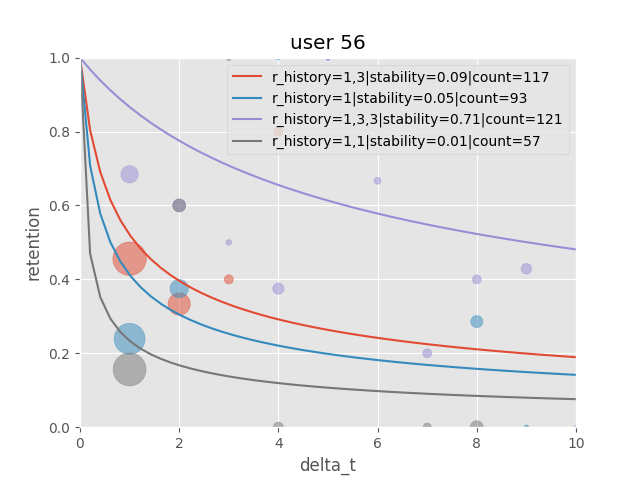 user 56
r_history=1,3|stability=0.09|count=117
r_history=1|stability=0.05|count=93
r_history=1,3,3|stability=0.71|count=121
r_history=1,1|stability=0.01|count=57
1.0
0.8
0.6
0.4
0.2
0.0
retention
0 2 4 6 8 10
delta_t